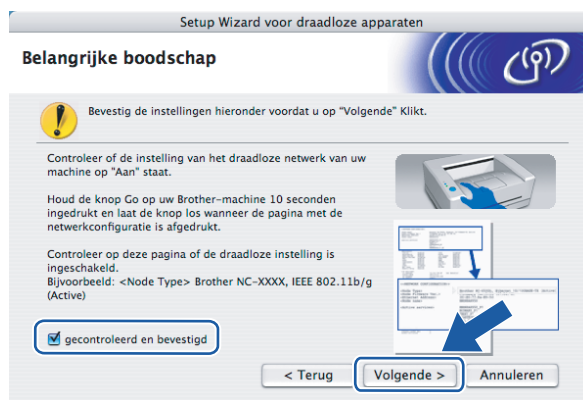 Setup Wizard voor draadloze apparaten
Belangrijke boodschap
Bevestig de instellingen hieronder voordat u op "Volgende" Klikt.
Controleer of de instelling van het draadloze netwerk van uw
machine op "Aan" staat.
Houd de knop Go op uw Brother-machine 10 seconden
ingedrukt en laat de knop los wanneer de pagina met de
netwerkconfiguratie is afgedrukt.
Controleer op deze pagina of de draadloze instelling is
ingeschakeld.
Bijvoorbeeld: <Node Type> Brother NC-XXXX, IEEE 802.11b/g
(Active)
gecontroleerd en bevestigd
< Terug
Volgende >
Annuleren